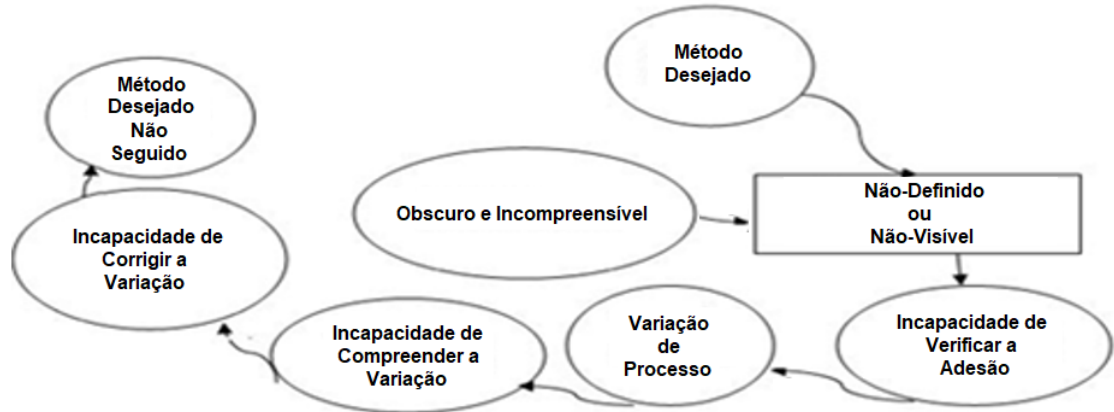 Método
Desejado
Não-Definido
ou
Não-Visível
Obscuro e Incompreensível
Incapacidade de
Verificar a
Adesão
Variação
de
Processo
Incapacidade de
Compreender a
Variação
Incapacidade de
Corrigir a
Variação
Método
Desejado
Não
Seguido